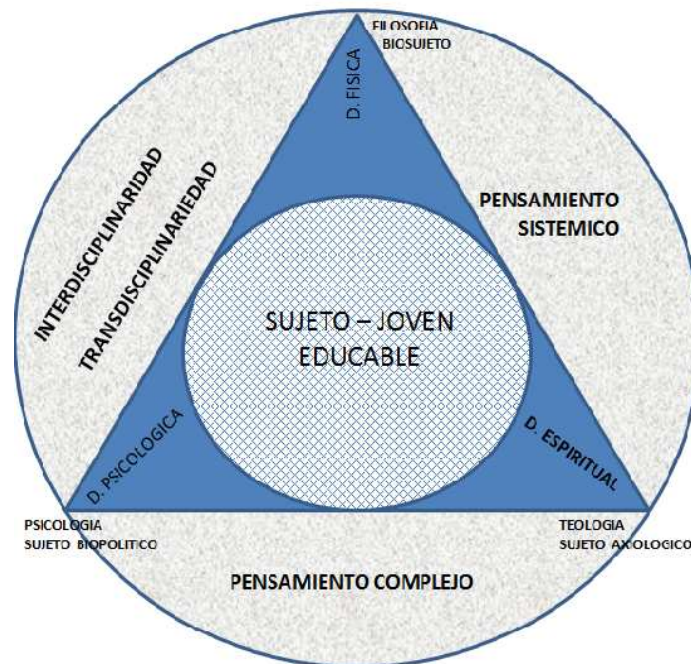 FILOSOFIA
BIOSUJETO
D. FISICA
INTERDISCIPLINARIDAD
TRANSDISCIPLINARIEDAD
PENSAMIENTO
SISTEMICO
SUJETO – JOVEN
EDUCABLE
D. PSICOLOGICA
D. ESPIRITUAL
PSICOLOGIA
SUJETO BIOPOLITICO
TEOLOGIA
SUJETO AXIOLOGICO
PENSAMIENTO COMPLEJO